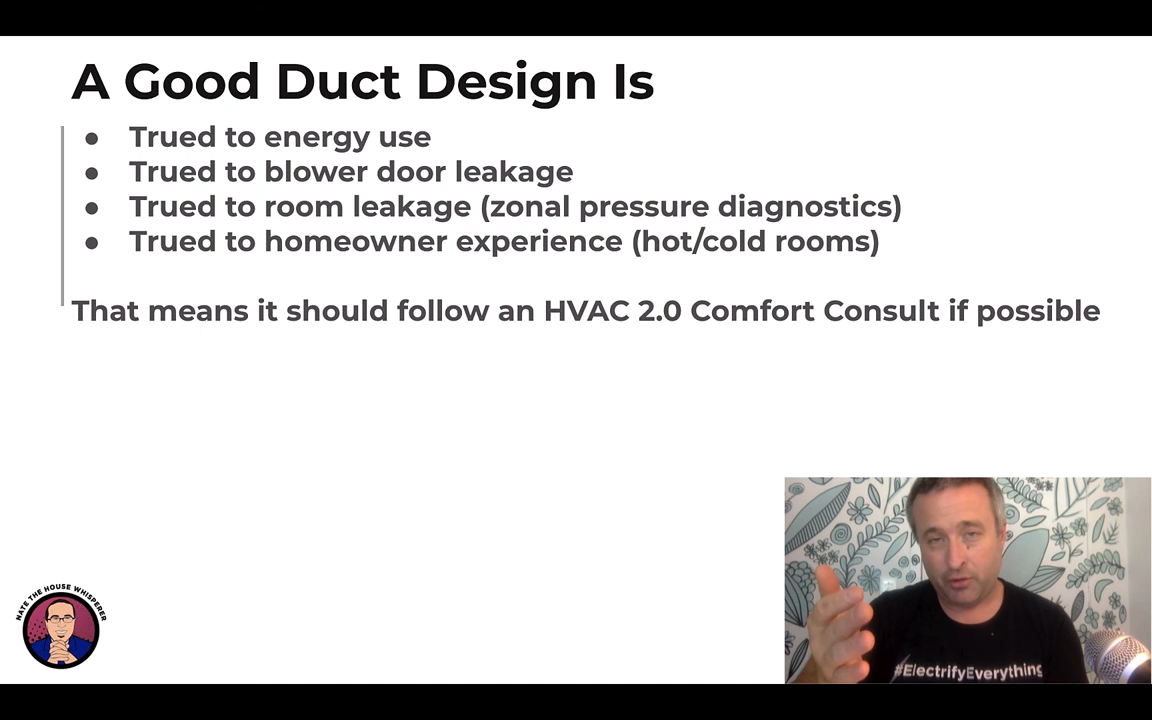 A Good Duct Design Is
● Trued to energy use
● Trued to blower door leakage
● Trued to room leakage (zonal pressure diagnostics)
● Trued to homeowner experience (hot/cold rooms)
That means it should follow an HVAC 2.0 Comfort Consult if possible
NATE THE HOUSE WHISPERER
#ElectrifyEverything